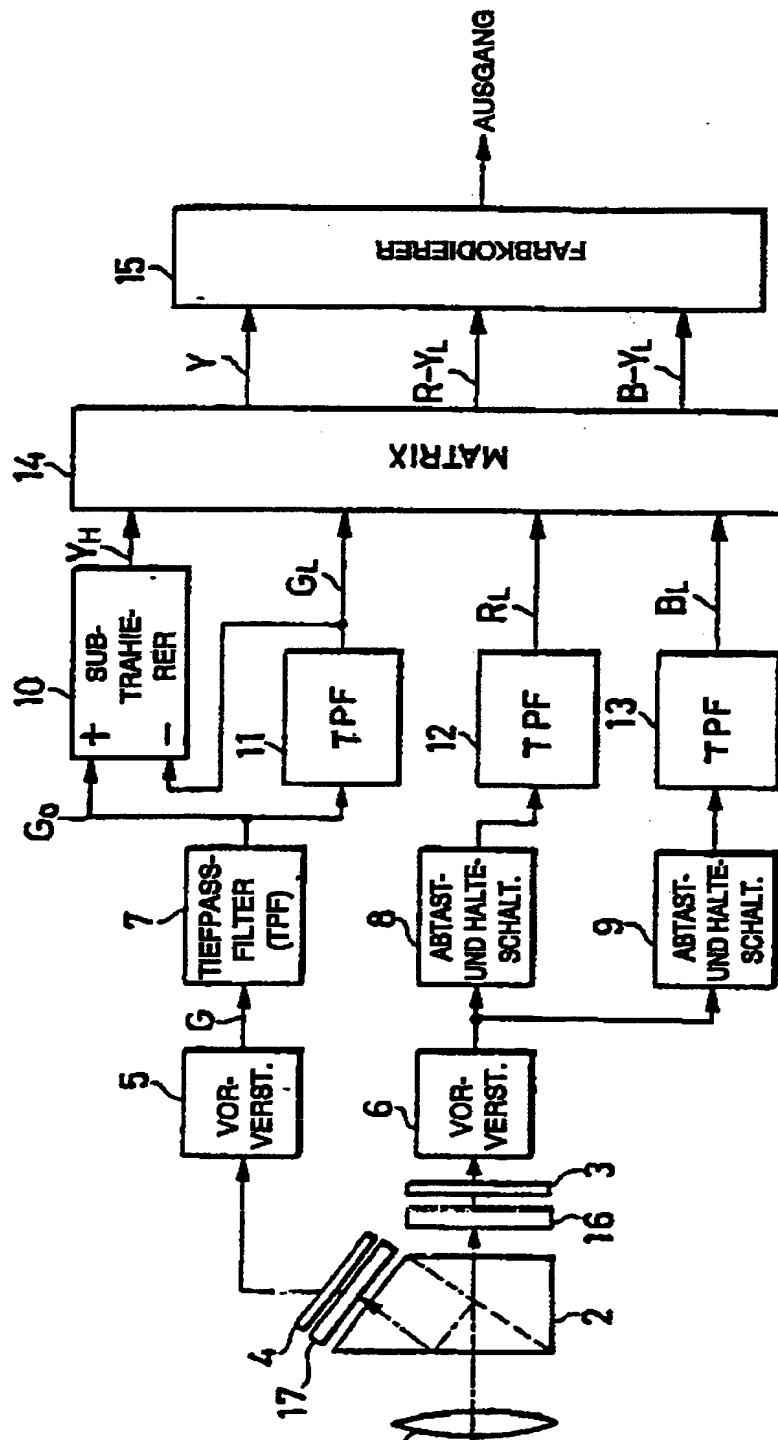 4
17
2
16
3
5
VOR-
VERST.
6
VOR-
VERST.
G
7
TIEFPASS-
FILTER
(TPF)
8
ABTAST-
UND HALTE-
SCHALT.
9
ABTAST-
UND HALTE-
SCHALT.
G0
10
+
-
SUB-
TRAHIE-
RER
11
TPF
12
TPF
13
TPF
YH
GL
RL
BL
14
MATRIX
Y
R-YL
B-YL
15
FARBKODIERER
AUSGANG